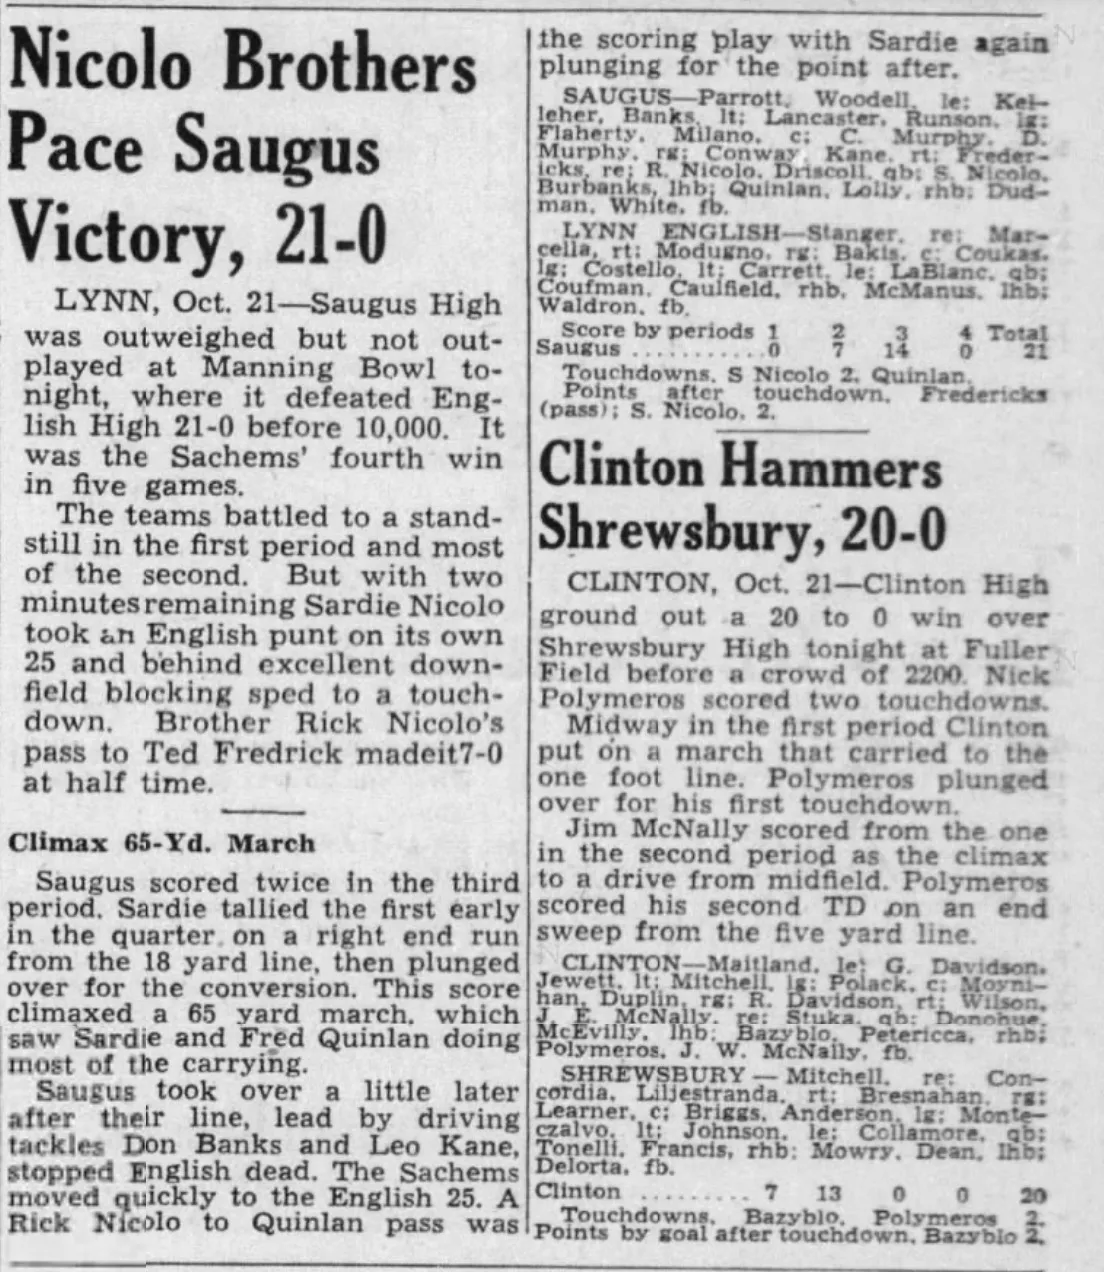 Nicolo Brothers
Pace Saugus
Victory, 21-0
LYNN, Oct. 21—Saugus High
was outweighed but not out-
played at Manning Bowl to-
night, where it defeated Eng-
lish High 21-0 before 10,000. It
was the Sachems' fourth win
in five games.
The teams battled to a stand-
still in the first period and most
of the second. But with two
minutes remaining Sardie Nicolo
took an English punt on its own
25 and behind excellent down-
field blocking sped to a touch-
down. Brother Rick Nicolo's
pass to Ted Fredrick madeit7-0
at half time.
Climax 65-Yd. March
Saugus scored twice in the third
period. Sardie tallied the first early
in the quarter on a right end run
from the 18 yard line, then plunged
over for the conversion. This score
climaxed a 65 yard march, which
saw Sardie and Fred Quinlan doing
most of the carrying.
Saugus took over a little later
after their line, lead by driving
tackles Don Banks and Leo Kane,
stopped English dead. The Sachems
moved quickly to the English 25. A
Rick Nicolo to Quinlan pass was
the scoring play with Sardie again
plunging for the point after.
SAUGUS—Parrott, Woodell, le; Kel-
leher, Banks, lt; Lancaster, Runson, lg;
Flaherty, Milano, c; C. Murphy, D.
Murphy, rg; Conway, Kane, rt; Freder-
icks, re; R. Nicolo, Driscoll, qb; S. Nicolo,
Burbanks, lhb; Quinlan, Lolly, rhb; Dud-
man, White, fb.
LYNN ENGLISH—Stanger, re; Mar-
cella, rt; Modugno, rg; Bakis, c; Coukas,
lg; Costello, lt; Carrett, le; LaBlanc, qb;
Coufman, Caulfield, rhb, McManus, lhb;
Waldron, fb.
Score by periods 1 2 3 4 Total
Saugus ..........0 7 14 0 21
Touchdowns, S Nicolo 2, Quinlan.
Points after touchdown, Fredericks
(pass); S. Nicolo, 2.
Clinton Hammers
Shrewsbury, 20-0
CLINTON, Oct. 21—Clinton High
ground out a 20 to 0 win over
Shrewsbury High tonight at Fuller
Field before a crowd of 2200. Nick
Polymeros scored two touchdowns.
Midway in the first period Clinton
put on a march that carried to the
one foot line. Polymeros plunged
over for his first touchdown.
Jim McNally scored from the one
in the second period as the climax
to a drive from midfield. Polymeros
scored his second TD on an end
sweep from the five yard line.
CLINTON—Maitland, le; G. Davidson,
Jewett, lt; Mitchell, lg; Polack, c; Moyni-
han, Duplin, rg; R. Davidson, rt; Wilson,
J. E. McNally, re; Stuka, qb; Donohue,
McEvilly, lhb; Bazyblo, Petericca, rhb;
Polymeros, J. W. McNally, fb.
SHREWSBURY — Mitchell, re; Con-
cordia, Liljestranda, rt; Bresnahan, rg;
Learner, c; Briggs, Anderson, lg; Monte-
czalvo, lt; Johnson, le; Collamore, qb;
Tonelli, Francis, rhb; Mowry, Dean, lhb;
Delorta, fb.
Clinton ......... 7 13 0 0 20
Touchdowns, Bazyblo, Polymeros 2.
Points by goal after touchdown, Bazyblo 2.